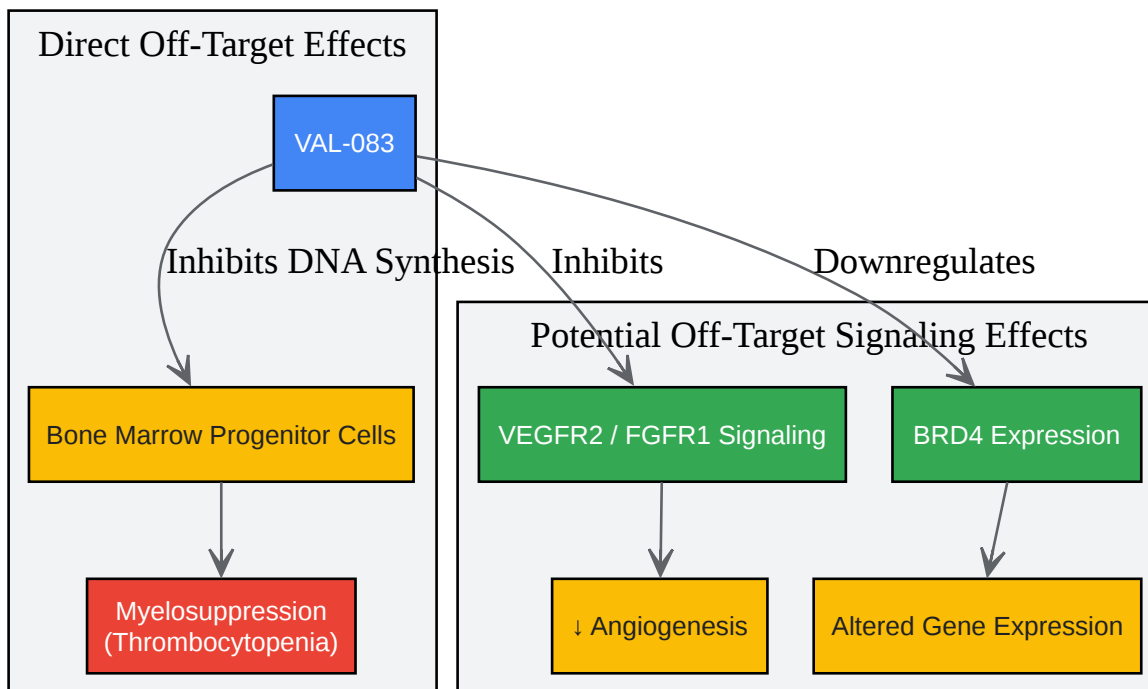 Direct Off-Target Effects
VAL-083
Inhibits DNA Synthesis
Inhibits
Downregulates
Potential Off-Target Signaling Effects
Bone Marrow Progenitor Cells
VEGFR2 / FGFR1 Signaling
BRD4 Expression
Myelosuppression
(Thrombocytopenia)
↓ Angiogenesis
Altered Gene Expression